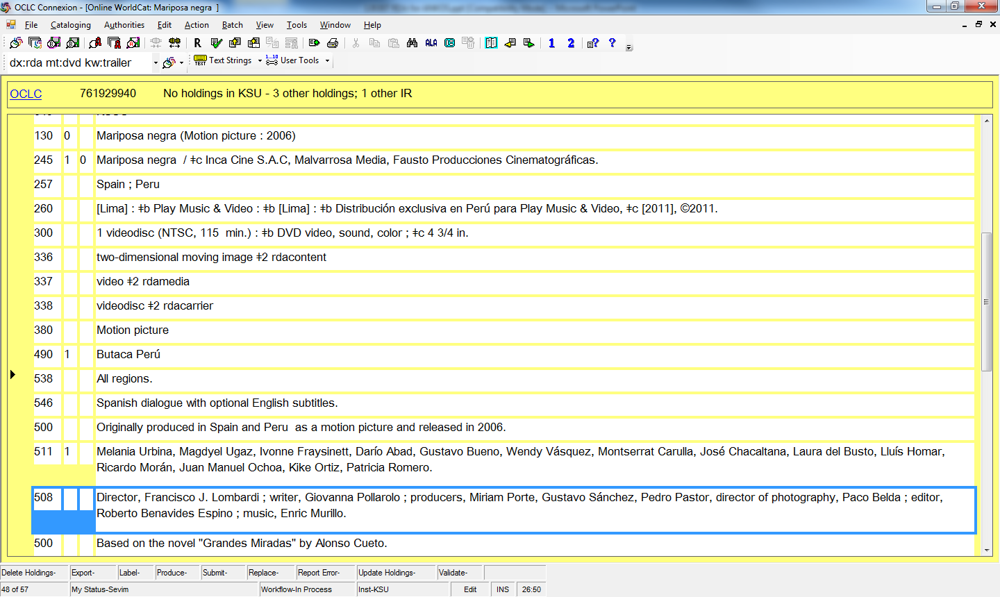 OCLC Connexion - [Online WorldCat: Mariposa negra ]
File Cataloging Authorities Edit Action Batch View Tools Window Help
R ALA 1 2 ? ?
dx:rda mt:dvd kw:trailer TEXT Text Strings 1...10 User Tools
OCLC 761929940 No holdings in KSU - 3 other holdings; 1 other IR
130 0 Mariposa negra (Motion picture : 2006)
245 1 0 Mariposa negra / ǂc Inca Cine S.A.C, Malvarrosa Media, Fausto Producciones Cinematográficas.
257 Spain ; Peru
260 [Lima] : ǂb Play Music & Video : ǂb [Lima] : ǂb Distribución exclusiva en Perú para Play Music & Video, ǂc [2011], ©2011.
300 1 videodisc (NTSC, 115 min.) : ǂb DVD video, sound, color ; ǂc 4 3/4 in.
336 two-dimensional moving image ǂ2 rdacontent
337 video ǂ2 rdamedia
338 videodisc ǂ2 rdacarrier
380 Motion picture
490 1 Butaca Perú
538 All regions.
546 Spanish dialogue with optional English subtitles.
500 Originally produced in Spain and Peru as a motion picture and released in 2006.
511 1 Melania Urbina, Magdyel Ugaz, Ivonne Fraysinett, Darío Abad, Gustavo Bueno, Wendy Vásquez, Montserrat Carulla, José Chacaltana, Laura del Busto, Lluís Homar,
Ricardo Morán, Juan Manuel Ochoa, Kike Ortiz, Patricia Romero.
508 Director, Francisco J. Lombardi ; writer, Giovanna Pollarolo ; producers, Miriam Porte, Gustavo Sánchez, Pedro Pastor, director of photography, Paco Belda ; editor,
Roberto Benavides Espino ; music, Enric Murillo.
500 Based on the novel "Grandes Miradas" by Alonso Cueto.
Delete Holdings- Export- Label- Produce- Submit- Replace- Report Error- Update Holdings- Validate-
48 of 57 My Status-Sevim Workflow-In Process Inst-KSU Edit INS 26:50